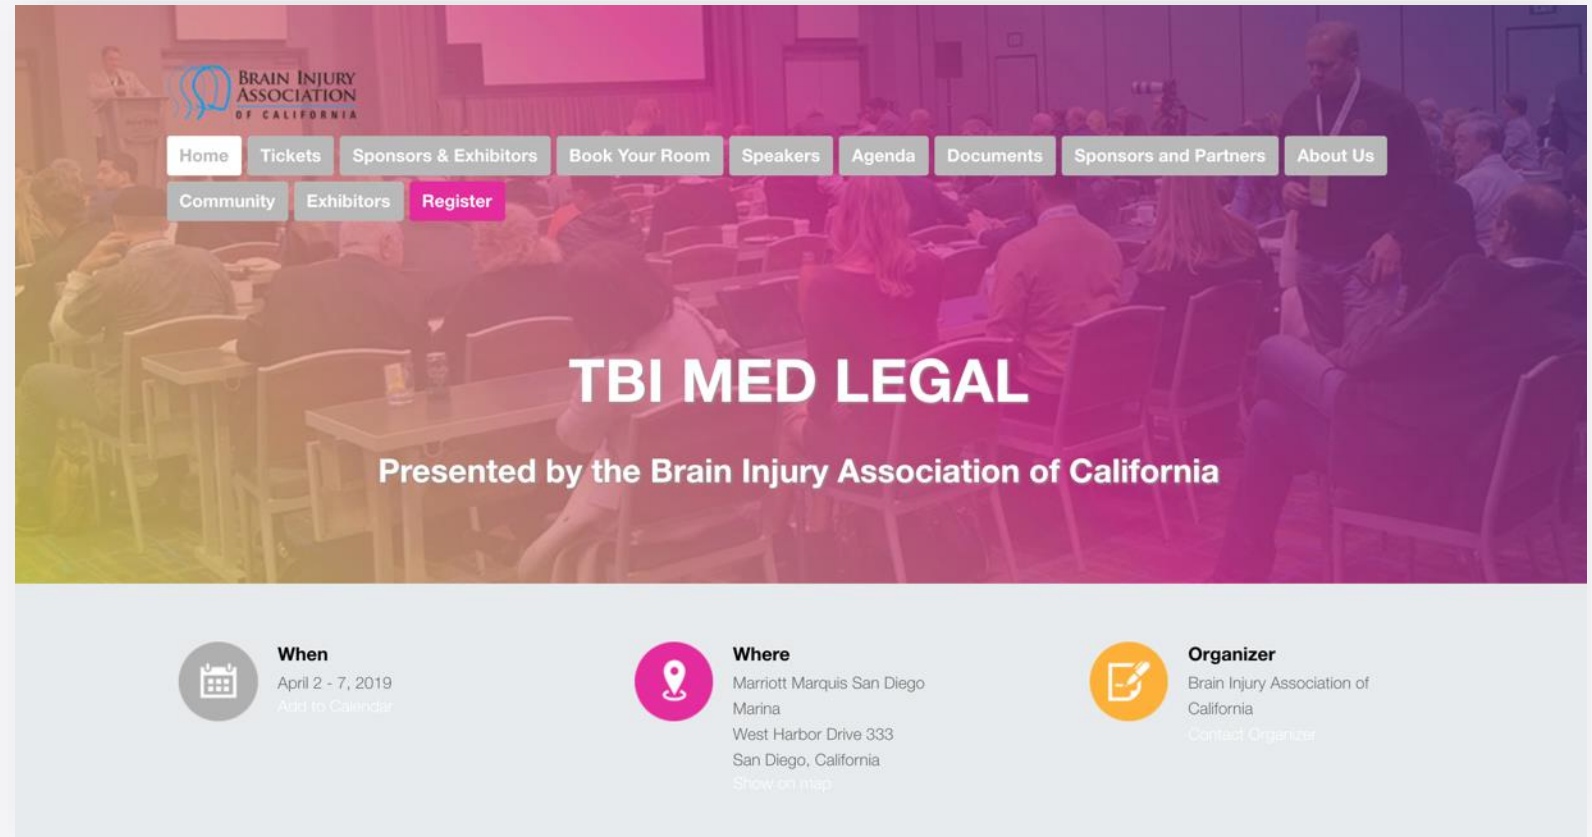 BRAIN INJURY
ASSOCIATION
OF CALIFORNIA
Home Tickets Sponsors & Exhibitors Book Your Room Speakers Agenda Documents Sponsors and Partners About Us
Community Exhibitors Register
TBI MED LEGAL
Presented by the Brain Injury Association of California
When
April 2 - 7, 2019
Add to Calendar
Where
Marriott Marquis San Diego
Marina
West Harbor Drive 333
San Diego, California
Show on map
Organizer
Brain Injury Association of
California
Contact Organizer